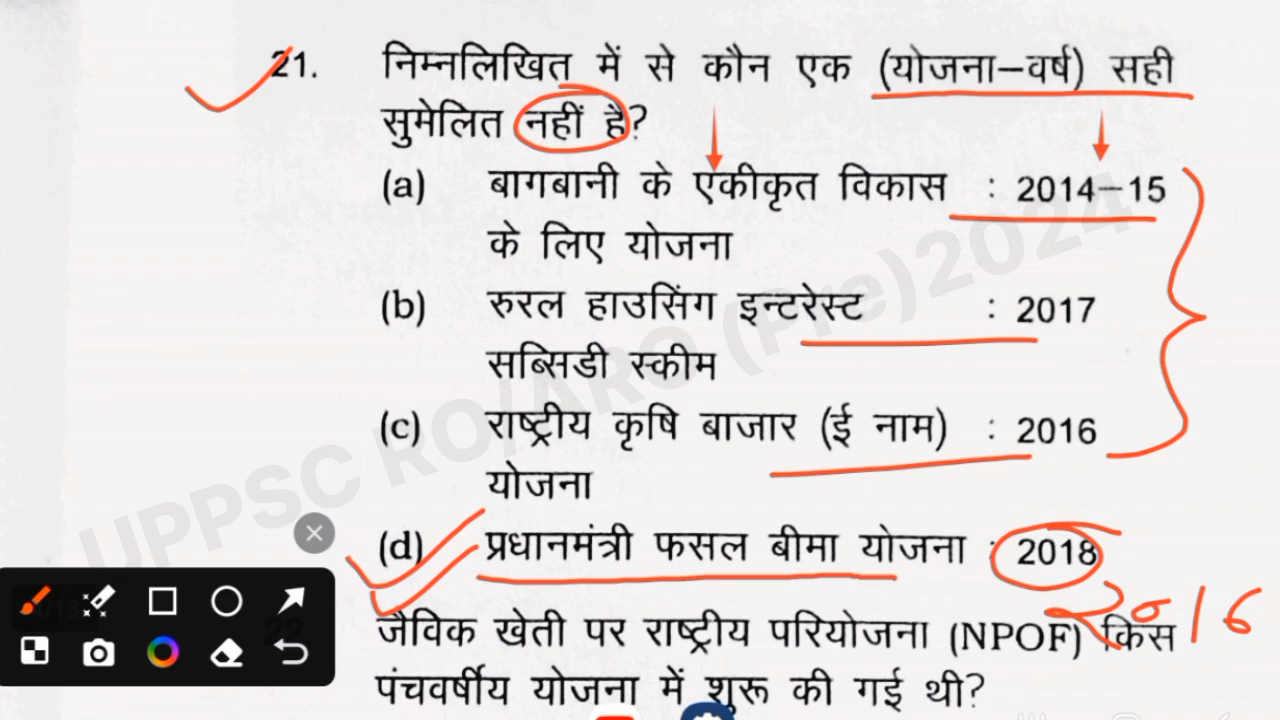 21. निम्नलिखित में से कौन एक (योजना–वर्ष) सही
सुमेलित नहीं है?
(a) बागबानी के एकीकृत विकास : 2014–15
के लिए योजना
(b) रुरल हाउसिंग इन्टरेस्ट : 2017
सब्सिडी स्कीम
(c) राष्ट्रीय कृषि बाजार (ई नाम) : 2016
योजना
(d) प्रधानमंत्री फसल बीमा योजना : 2018
2016
22. जैविक खेती पर राष्ट्रीय परियोजना (NPOF) किस
पंचवर्षीय योजना में शुरू की गई थी?
UPPSC RO/ARO (Pre) 2024